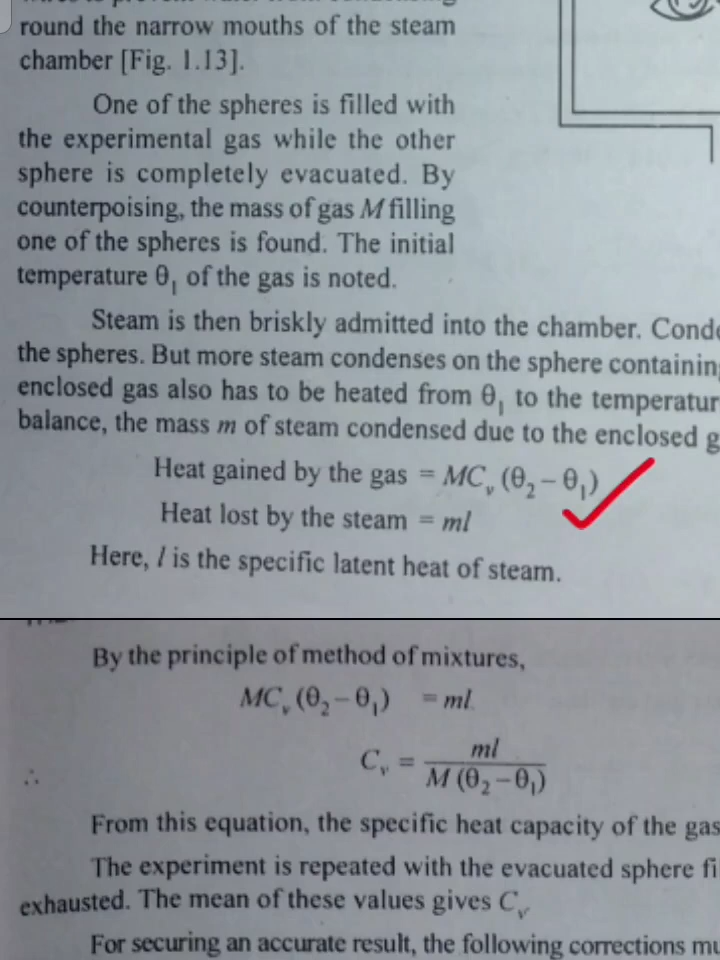 round the narrow mouths of the steam
chamber [Fig. 1.13].
One of the spheres is filled with
the experimental gas while the other
sphere is completely evacuated. By
counterpoising, the mass of gas M filling
one of the spheres is found. The initial
temperature θ₁ of the gas is noted.
Steam is then briskly admitted into the chamber.
the spheres. But more steam condenses on the sphere
enclosed gas also has to be heated from θ₁ to the
balance, the mass m of steam condensed due to the enclosed
Heat gained by the gas = MCᵥ (θ₂ − θ₁)
Heat lost by the steam = ml
Here, l is the specific latent heat of steam.
By the principle of method of mixtures,
MCᵥ (θ₂ − θ₁) = ml.
∴ Cᵥ = ml / M (θ₂ − θ₁)
From this equation, the specific heat capacity of the gas
The experiment is repeated with the evacuated sphere
exhausted. The mean of these values gives Cᵥ
For securing an accurate result, the following corrections